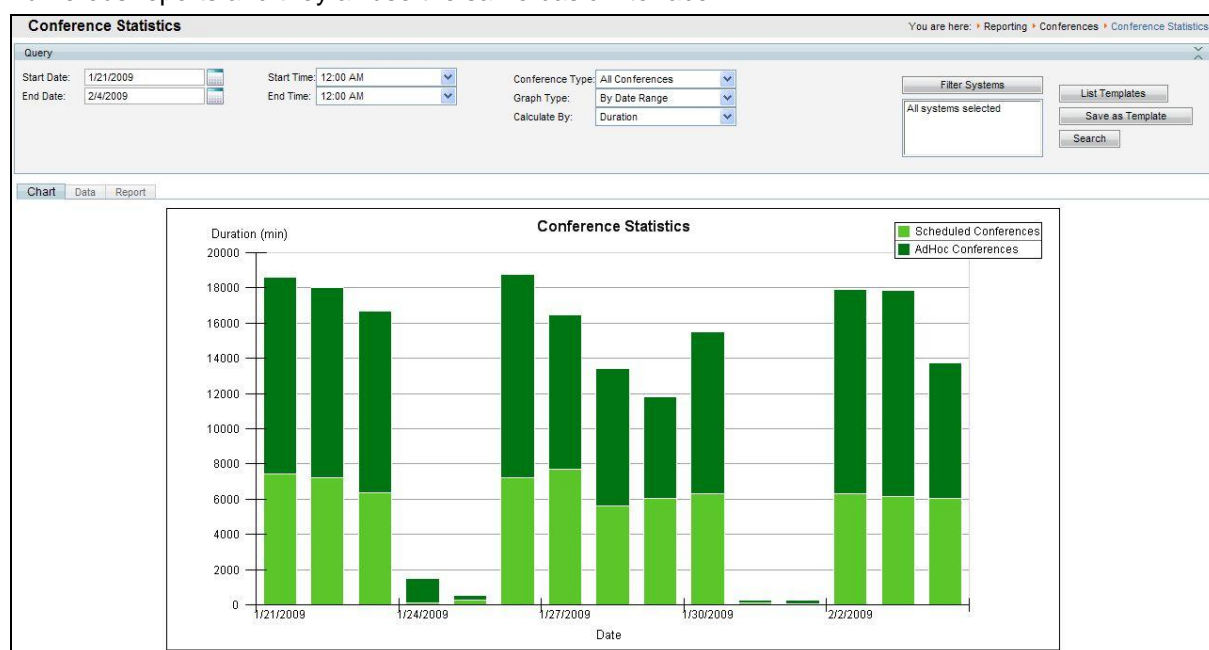 Conference Statistics
You are here: Reporting Conferences Conference Statistics
Query
Start Date: 1/21/2009 Start Time: 12:00 AM Conference Type: All Conferences Filter Systems
End Date: 2/4/2009 End Time: 12:00 AM Graph Type: By Date Range All systems selected List Templates
Calculate By: Duration Save as Template
Search
Chart Data Report
Conference Statistics
Duration (min)
Scheduled Conferences
AdHoc Conferences
20000
18000
16000
14000
12000
10000
8000
6000
4000
2000
0
1/21/2009 1/24/2009 1/27/2009 1/30/2009 2/2/2009
Date